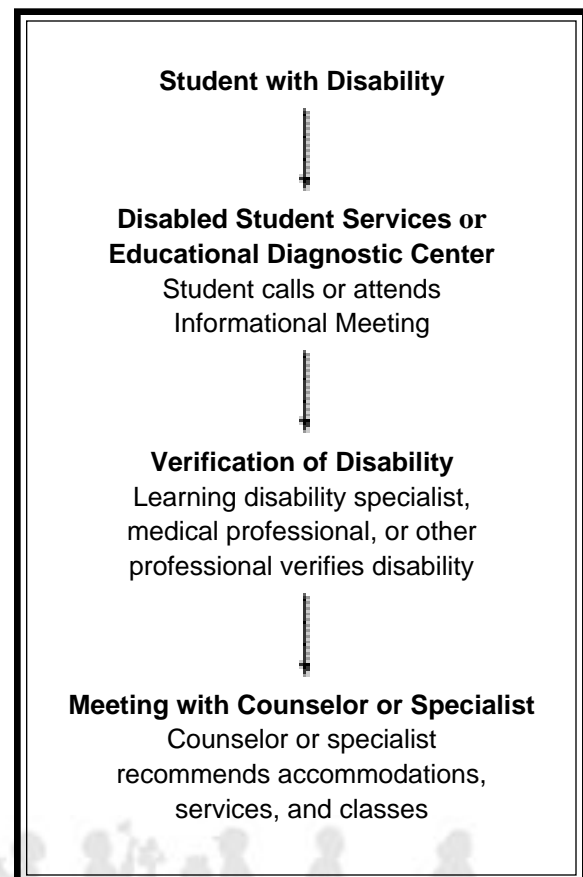 Student with Disability
Disabled Student Services or
Educational Diagnostic Center
Student calls or attends
Informational Meeting
Verification of Disability
Learning disability specialist,
medical professional, or other
professional verifies disability
Meeting with Counselor or Specialist
Counselor or specialist
recommends accommodations,
services, and classes